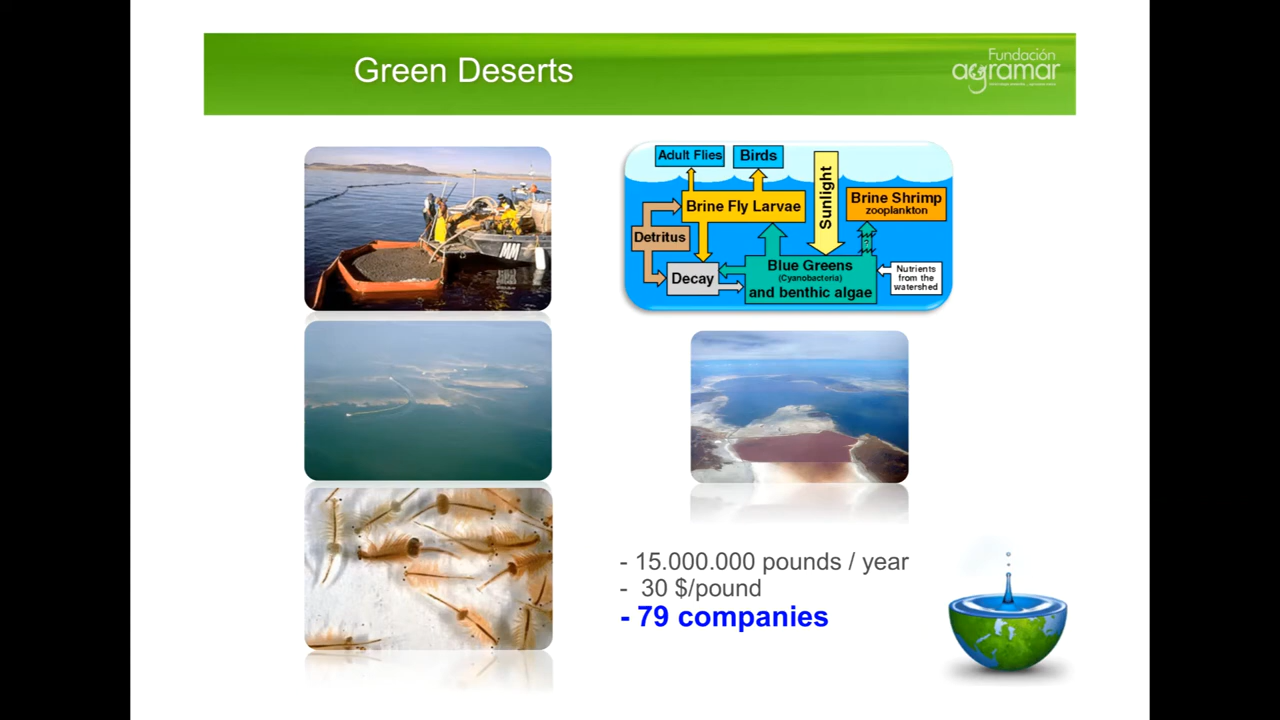 Green Deserts
Fundación
agramar
Adult Flies
Birds
Sunlight
Brine Fly Larvae
Brine Shrimp
zooplankton
Detritus
?
Decay
Blue Greens
(Cyanobacteria)
and benthic algae
Nutrients
from the
watershed
- 15.000.000 pounds / year
- 30 $/pound
- 79 companies